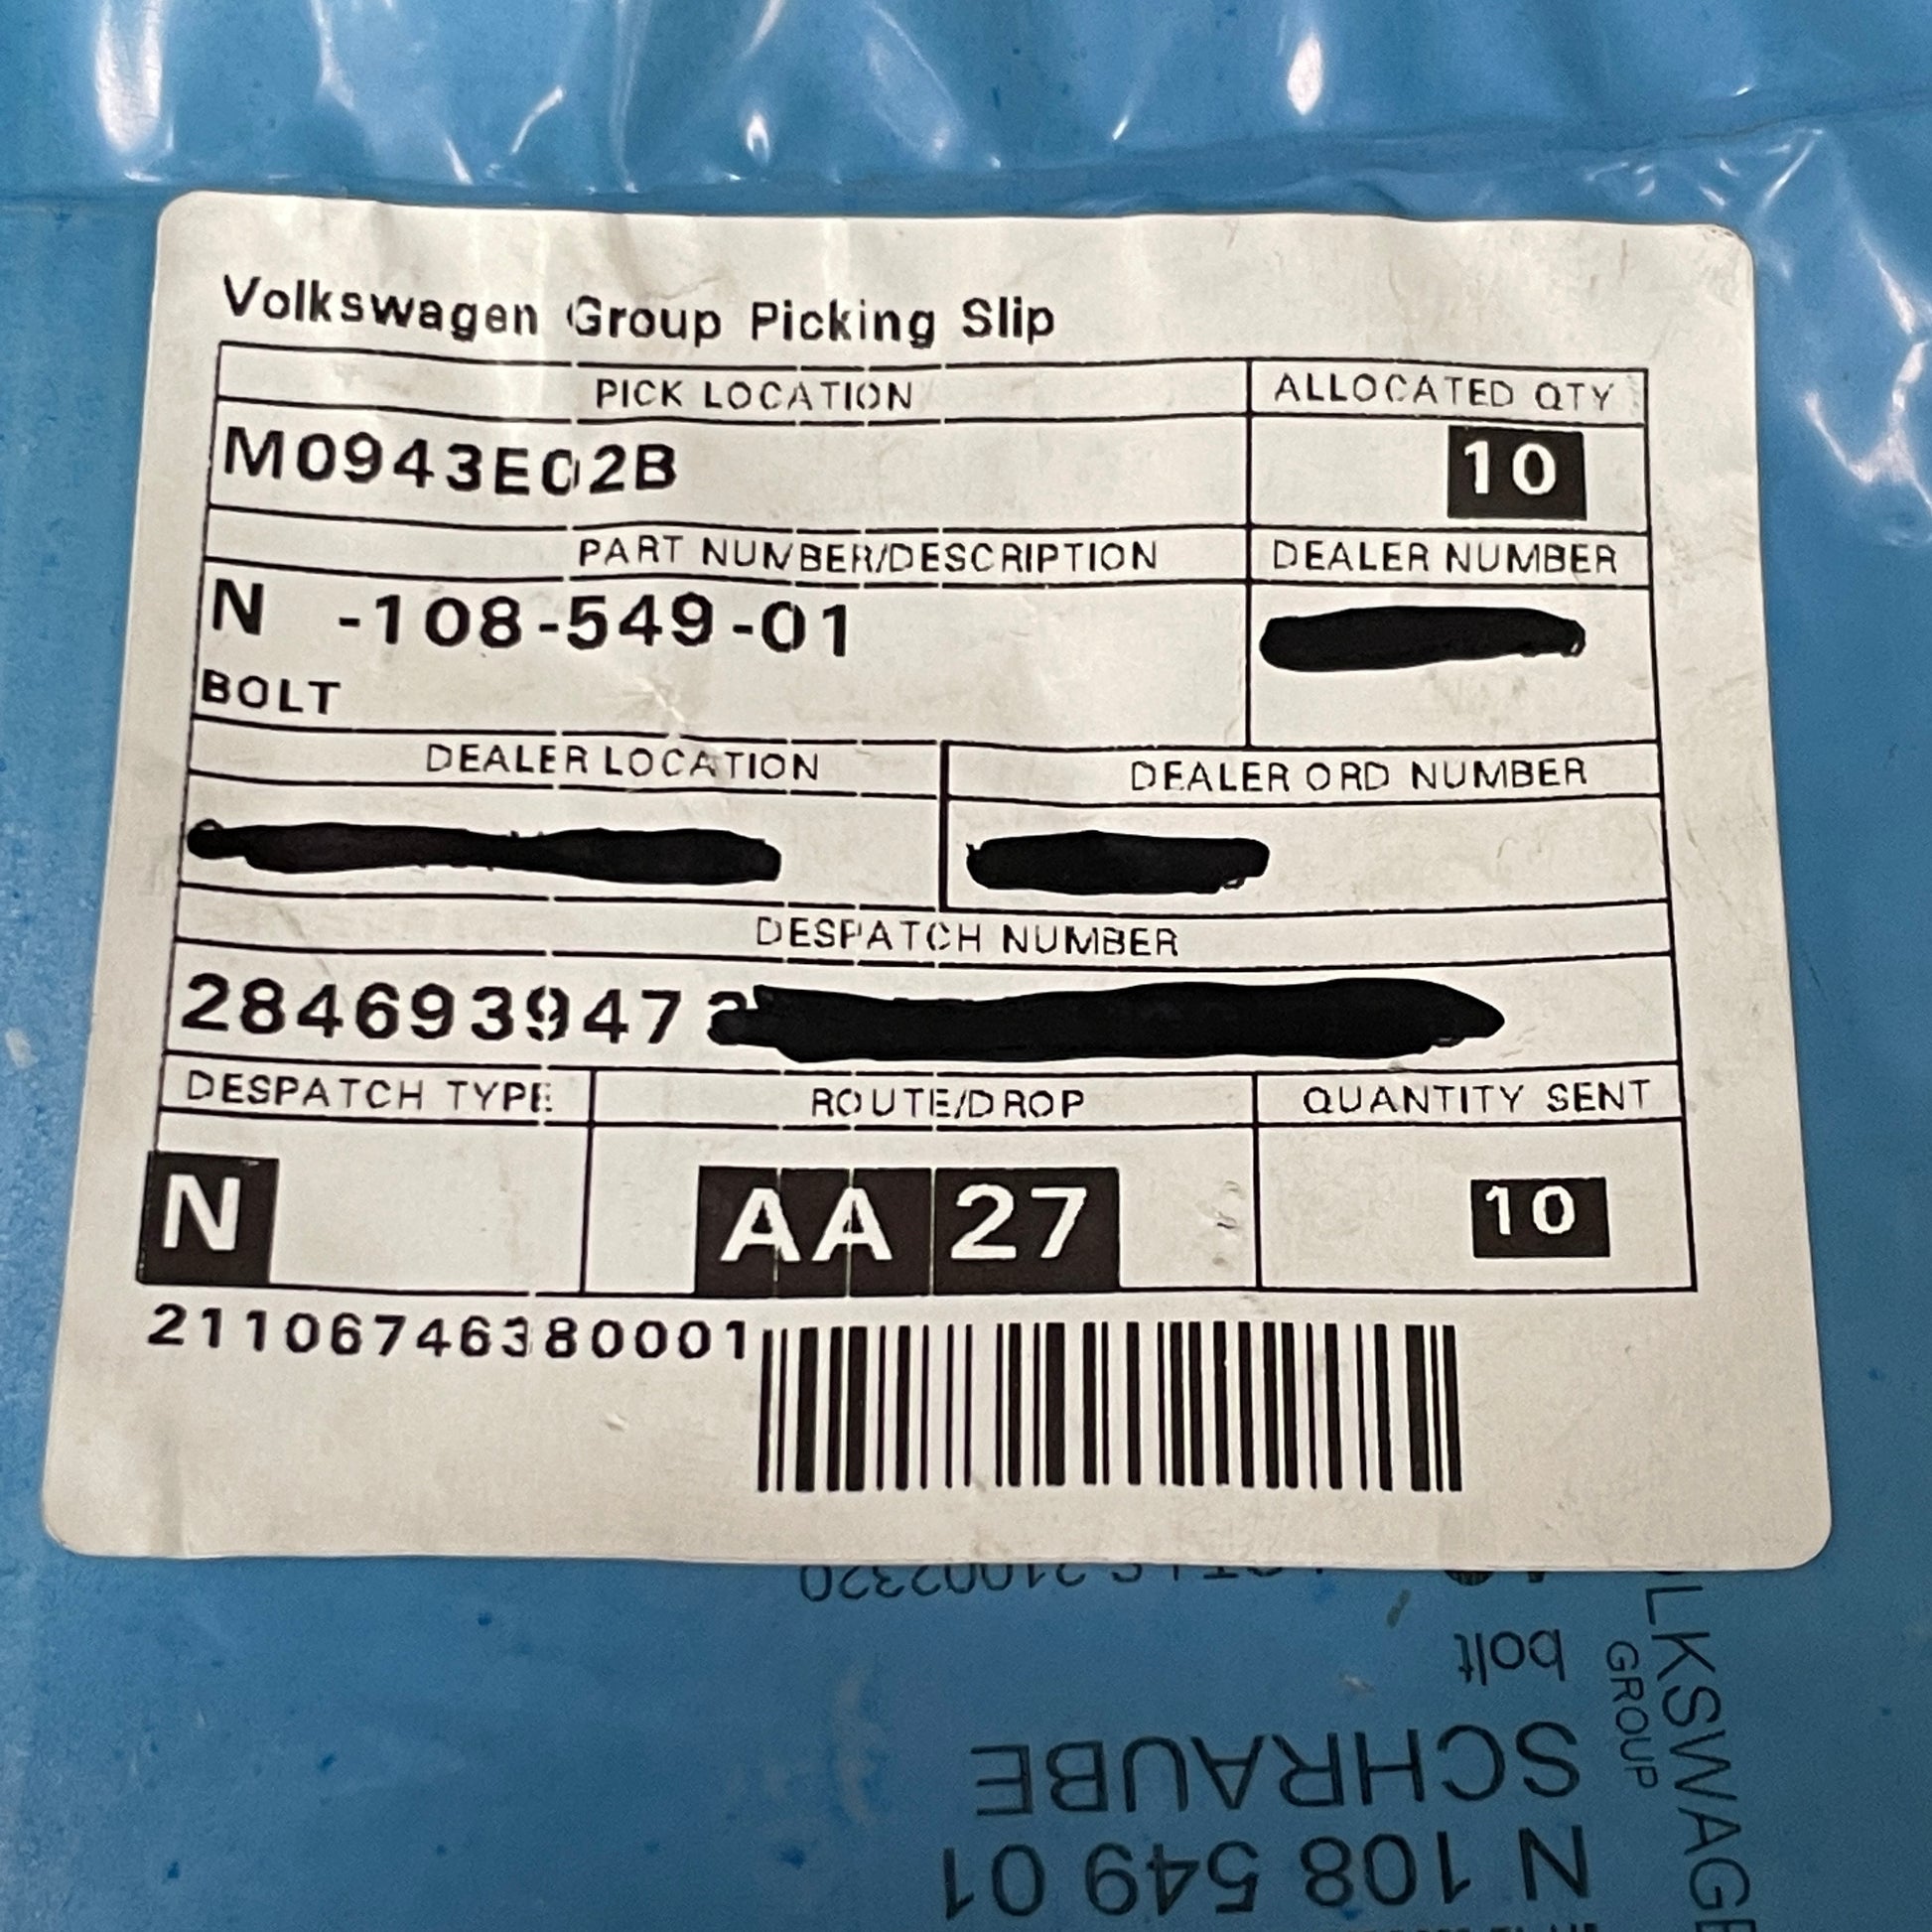 Volkswagen Group Picking Slip
PICK LOCATION ALLOCATED QTY
M0943E02B 10
PART NUMBER/DESCRIPTION DEALER NUMBER
N -108-549-01
BOLT
DEALER LOCATION DEALER ORD NUMBER
DESPATCH NUMBER
2846939472
DESPATCH TYPE ROUTE/DROP QUANTITY SENT
N AA 27 10
21106746380001
N 108 549 01
SCHRAUBE
bolt
GROUP